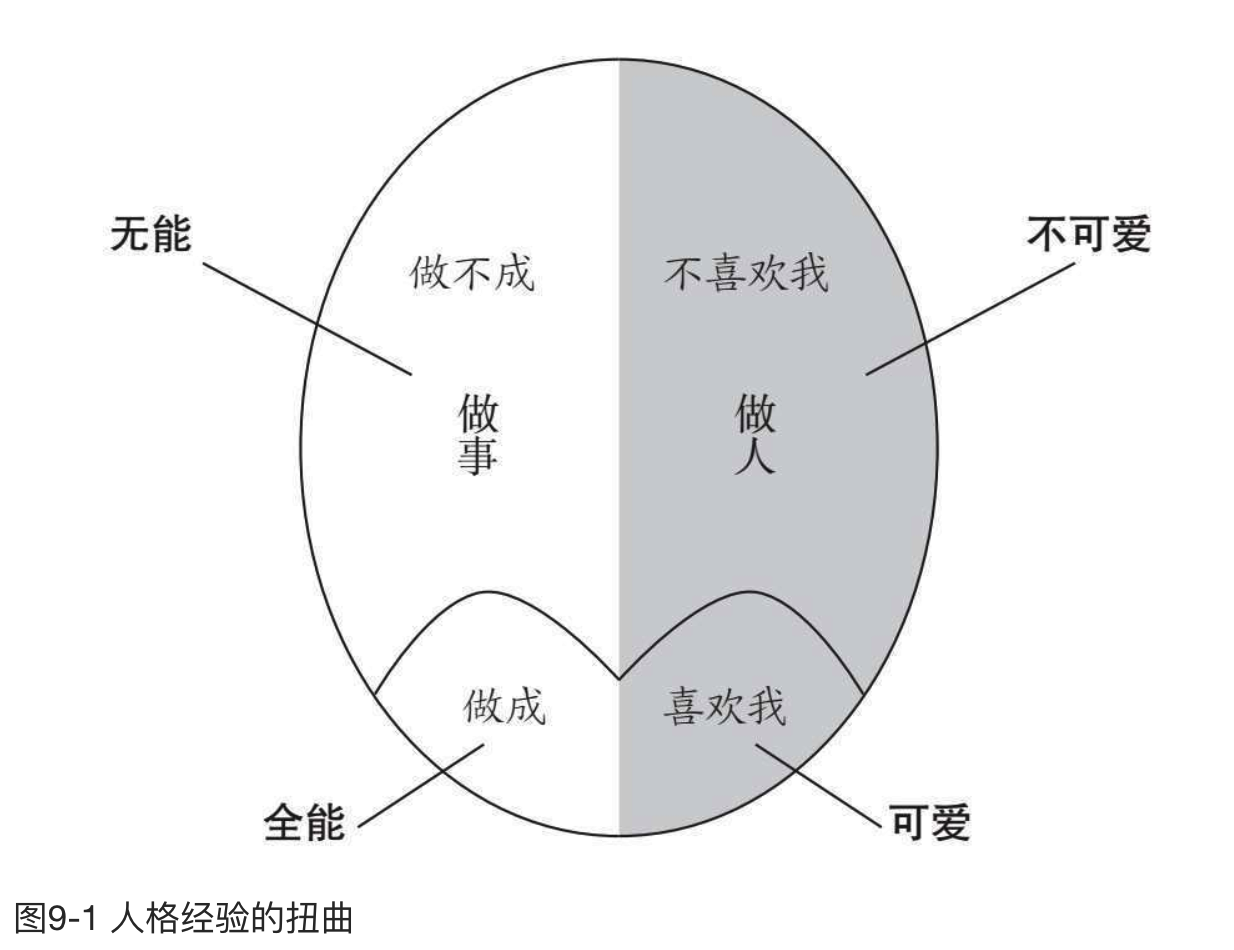 无能
不可爱
做不成
不喜欢我
做事
做人
做成
喜欢我
全能
可爱
图9-1 人格经验的扭曲